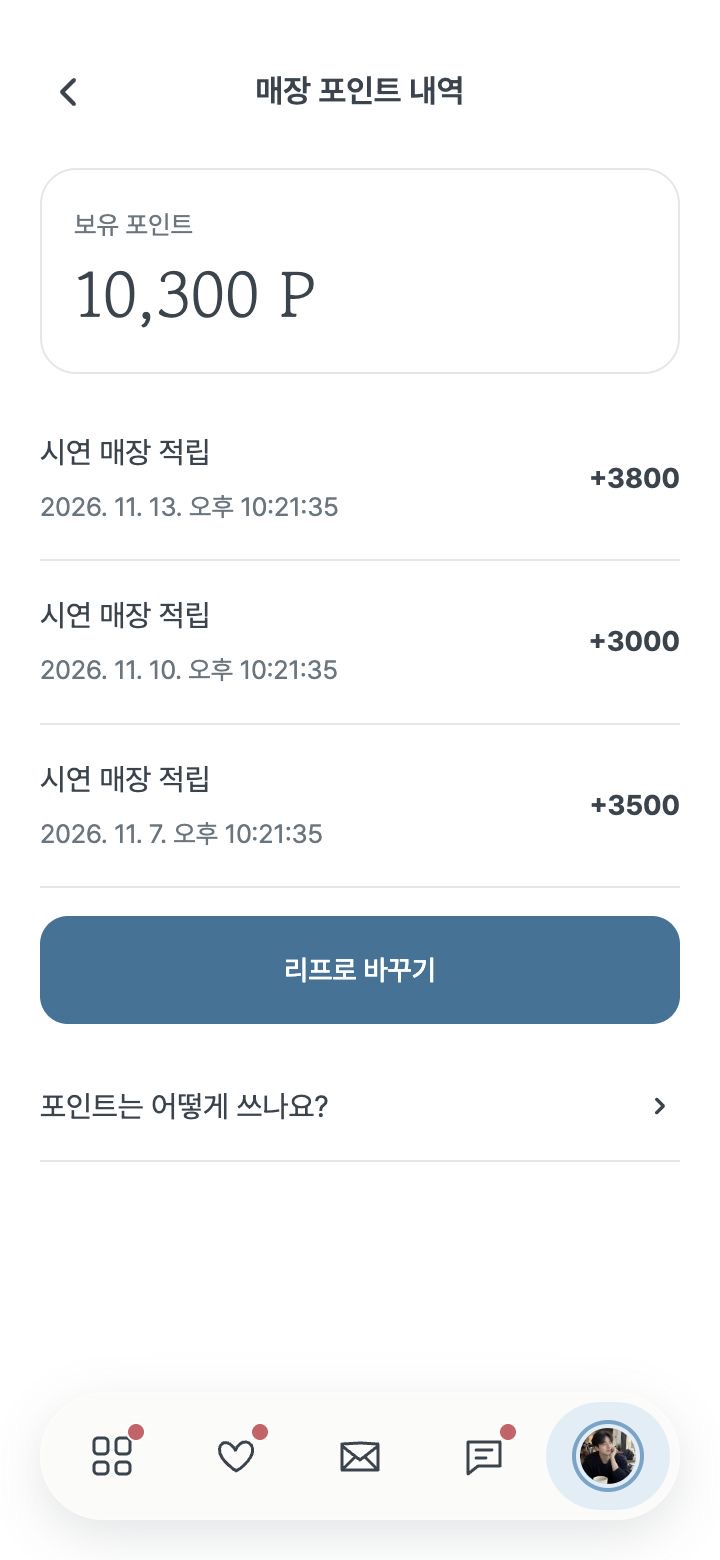 매장 포인트 내역
보유 포인트
10,300 P
시연 매장 적립
+3800
2026. 11. 13. 오후 10:21:35
시연 매장 적립
+3000
2026. 11. 10. 오후 10:21:35
시연 매장 적립
+3500
2026. 11. 7. 오후 10:21:35
리프로 바꾸기
포인트는 어떻게 쓰나요?